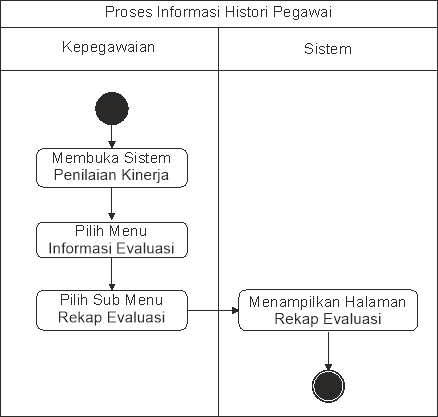 Proses Informasi Histori Pegawai
Kepegawaian
Sistem
Membuka Sistem
Penilaian Kinerja
Pilih Menu
Informasi Evaluasi
Pilih Sub Menu
Rekap Evaluasi
Menampilkan Halaman
Rekap Evaluasi